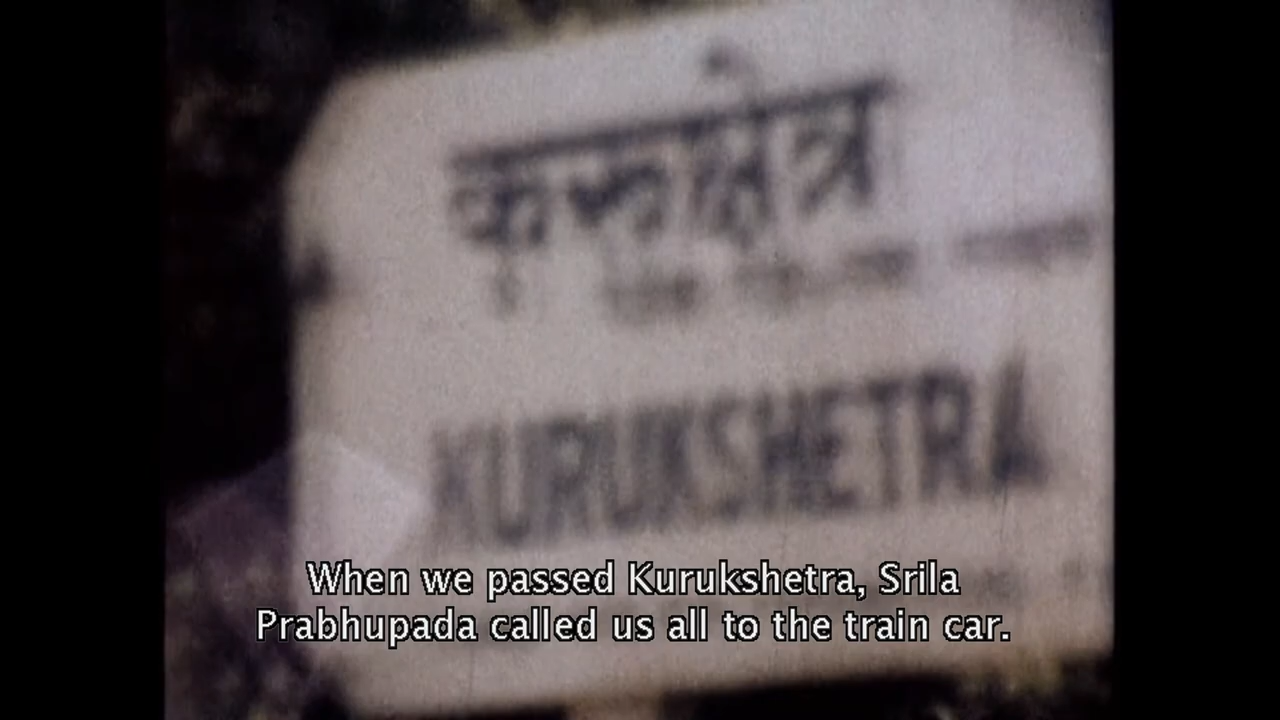 कुरुक्षेत्र
KURUKSHETRA
When we passed Kurukshetra, Srila
Prabhupada called us all to the train car.